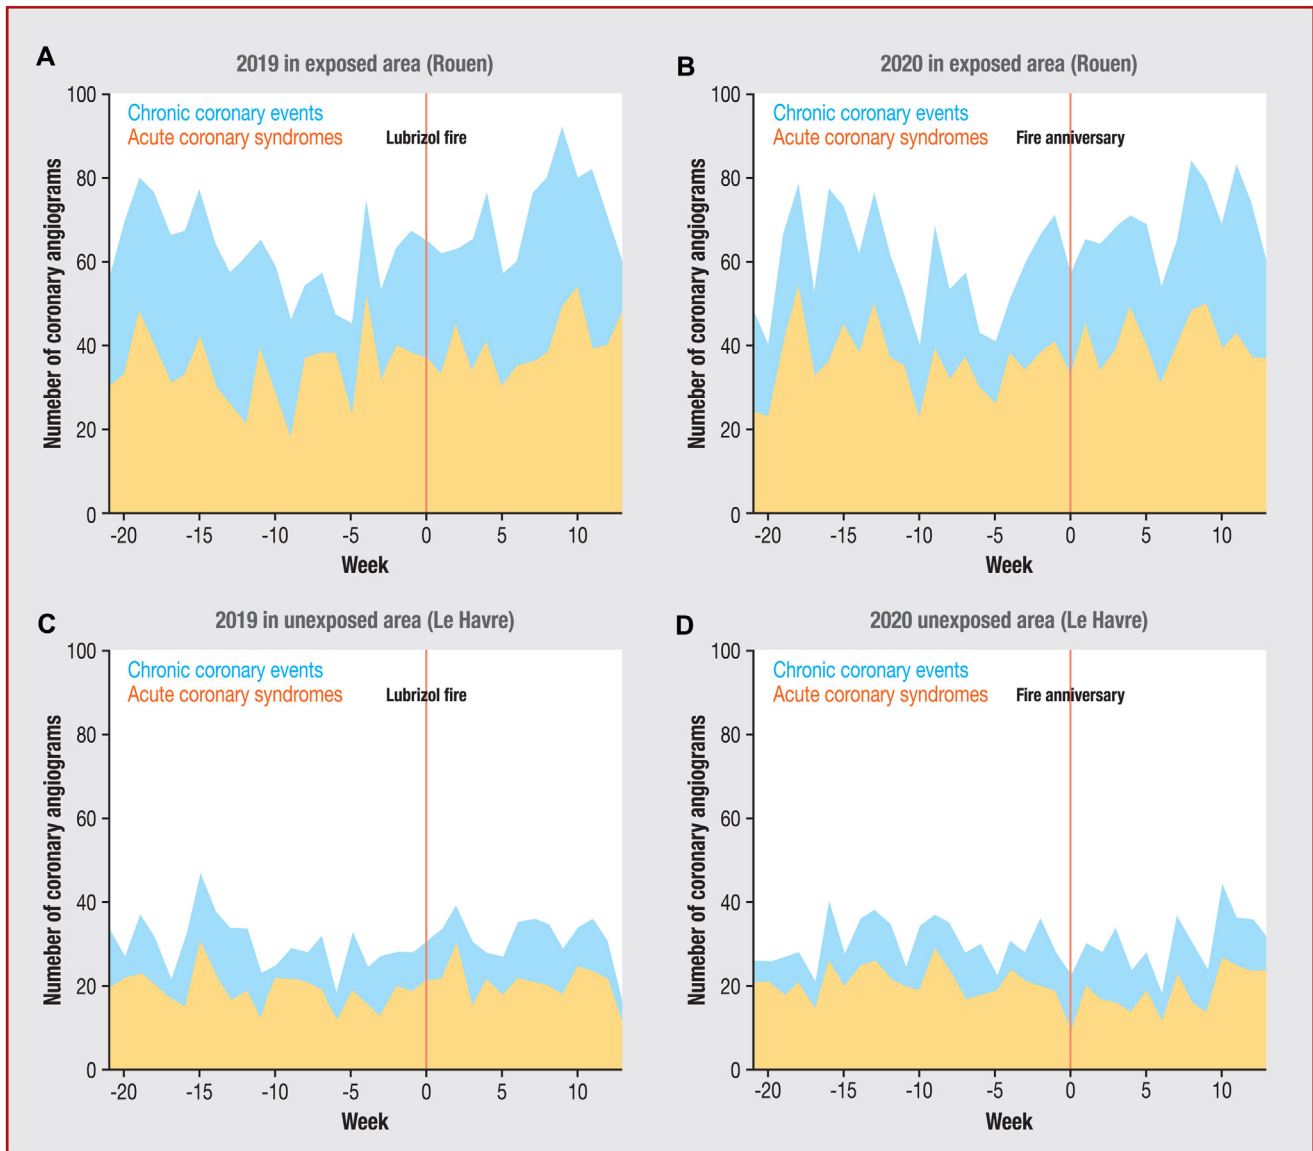 A
2019 in exposed area (Rouen)
Chronic coronary events
Acute coronary syndromes
Lubrizol fire
Numeber of coronary angiograms
100
80
60
40
20
0
-20 -15 -10 -5 0 5 10
Week
B
2020 in exposed area (Rouen)
Chronic coronary events
Acute coronary syndromes
Fire anniversary
Numeber of coronary angiograms
100
80
60
40
20
0
-20 -15 -10 -5 0 5 10
Week
C
2019 in unexposed area (Le Havre)
Chronic coronary events
Acute coronary syndromes
Lubrizol fire
Numeber of coronary angiograms
100
80
60
40
20
0
-20 -15 -10 -5 0 5 10
Week
D
2020 unexposed area (Le Havre)
Chronic coronary events
Acute coronary syndromes
Fire anniversary
Numeber of coronary angiograms
100
80
60
40
20
0
-20 -15 -10 -5 0 5 10
Week